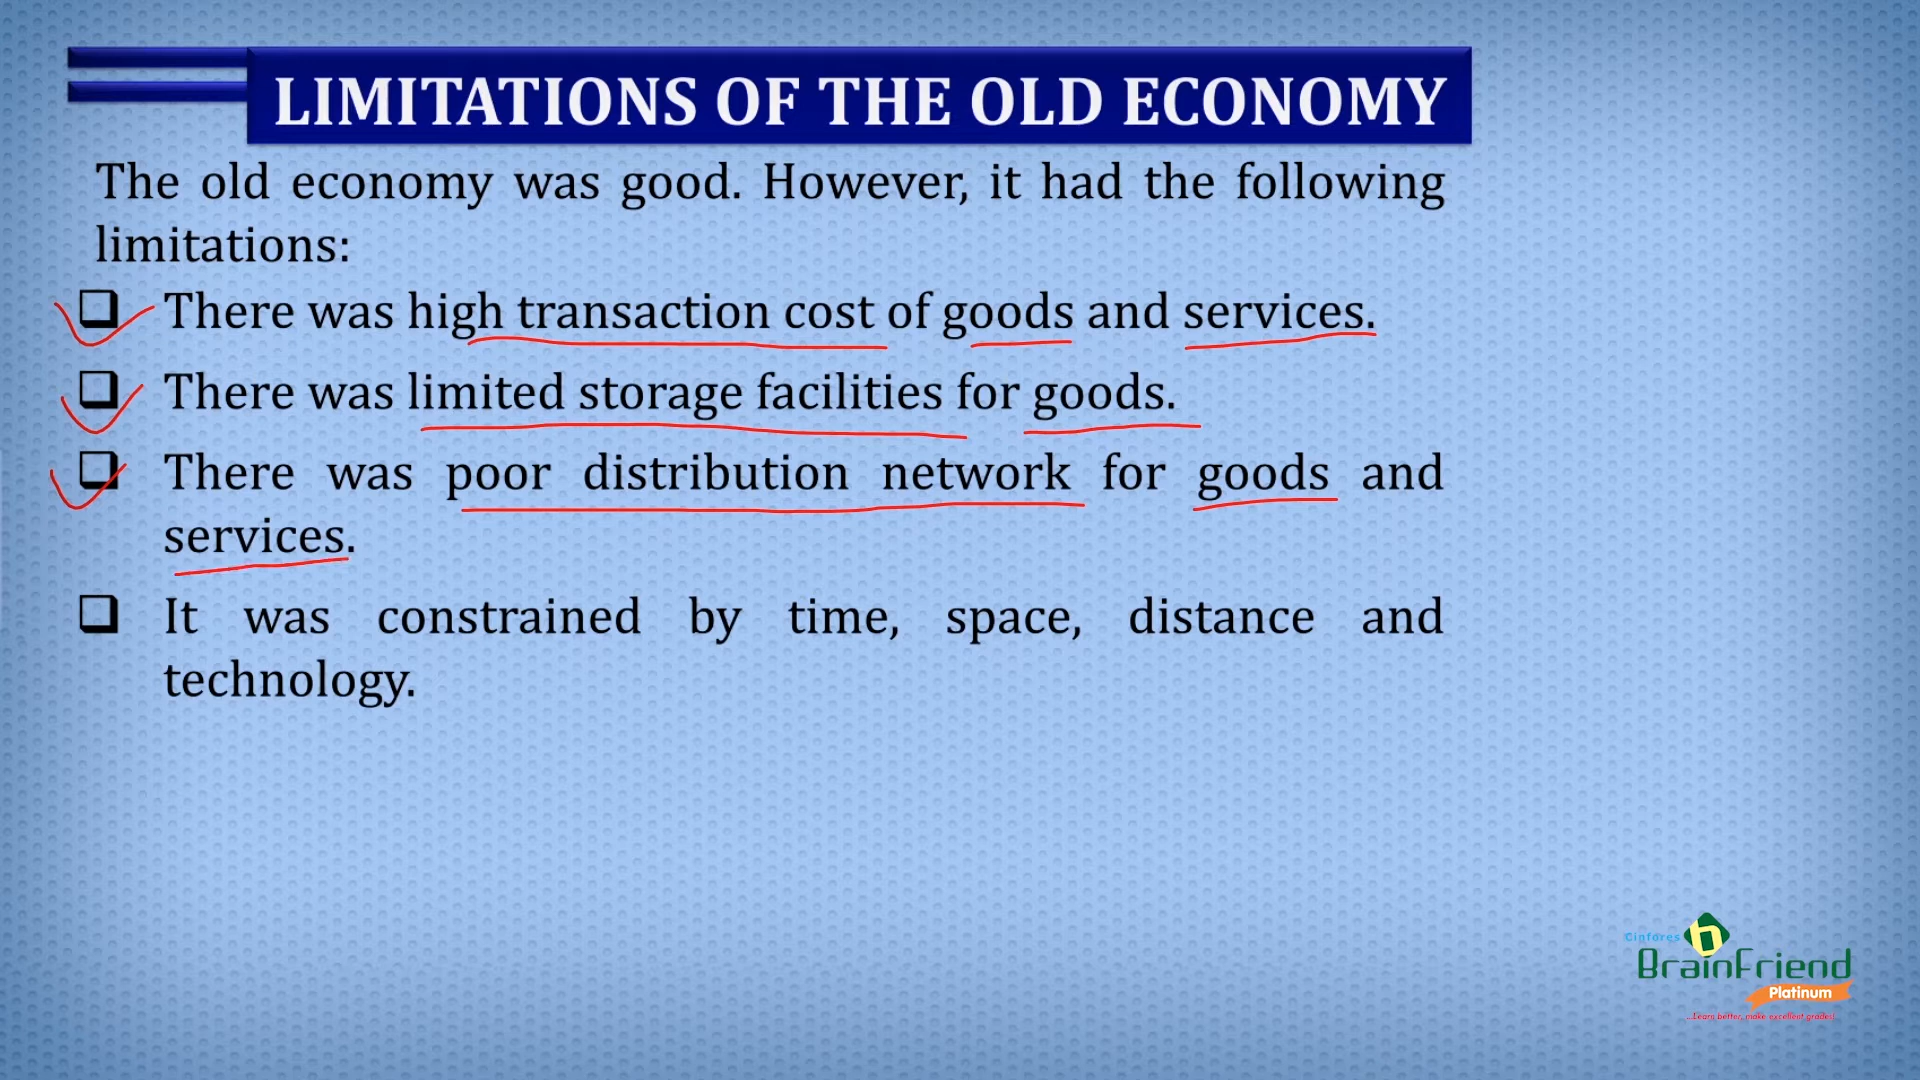 LIMITATIONS OF THE OLD ECONOMY
The old economy was good. However, it had the following
limitations:
❑ There was high transaction cost of goods and services.
❑ There was limited storage facilities for goods.
❑ There was poor distribution network for goods and
services.
❑ It was constrained by time, space, distance and
technology.
Cinfores
BrainFriend
Platinum
...Learn better, make excellent grades!